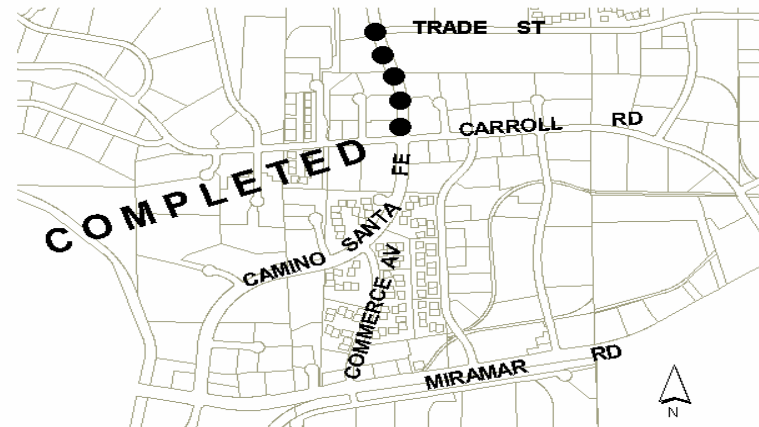 TRADE ST
CARROLL RD
COMPLETED
CAMINO SANTA FE
COMMERCE AV
MIRAMAR RD
N